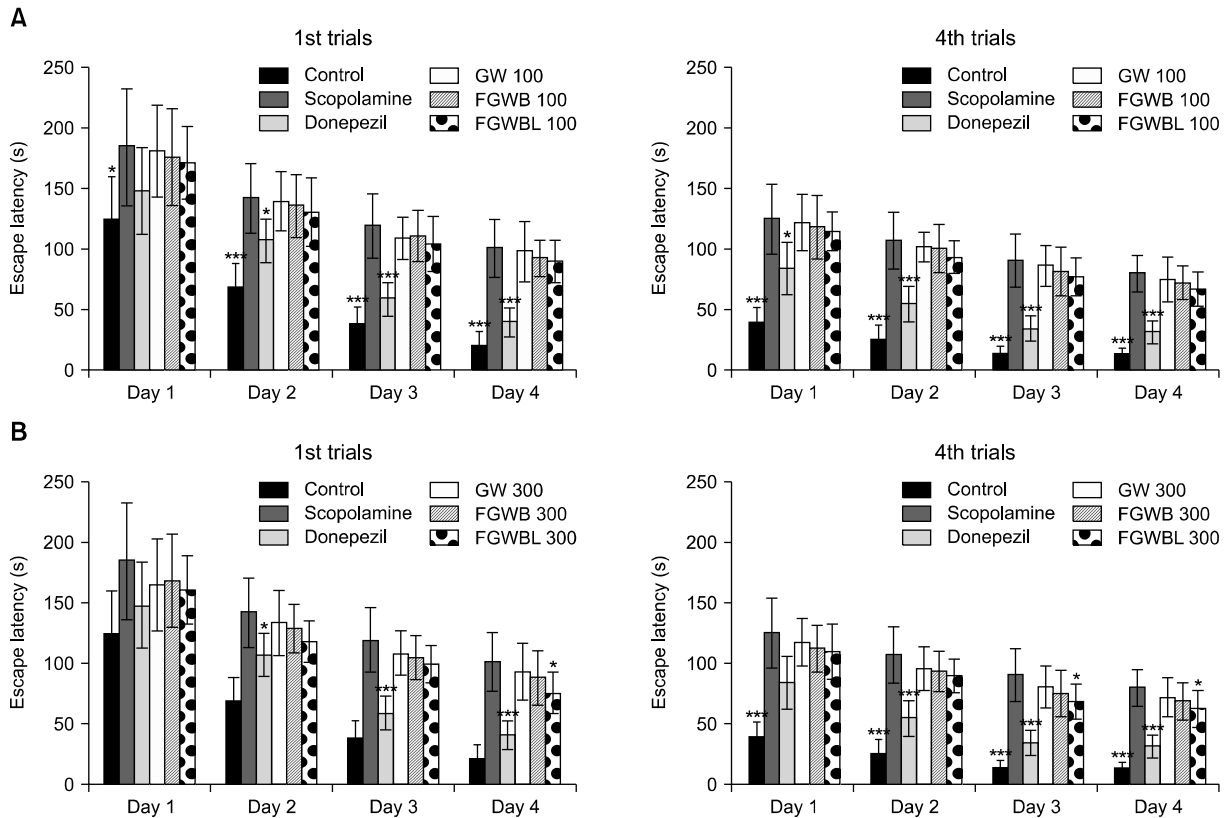 A
1st trials
Escape latency (s)
250
200
150
100
50
0
Control
Scopolamine
Donepezil
GW 100
FGWB 100
FGWBL 100
*
***
*
***
***
***
***
Day 1
Day 2
Day 3
Day 4
4th trials
Escape latency (s)
250
200
150
100
50
0
Control
Scopolamine
Donepezil
GW 100
FGWB 100
FGWBL 100
***
*
***
***
***
***
***
***
Day 1
Day 2
Day 3
Day 4
B
1st trials
Escape latency (s)
250
200
150
100
50
0
Control
Scopolamine
Donepezil
GW 300
FGWB 300
FGWBL 300
*
***
***
*
Day 1
Day 2
Day 3
Day 4
4th trials
Escape latency (s)
250
200
150
100
50
0
Control
Scopolamine
Donepezil
GW 300
FGWB 300
FGWBL 300
***
***
***
***
***
*
***
***
*
Day 1
Day 2
Day 3
Day 4